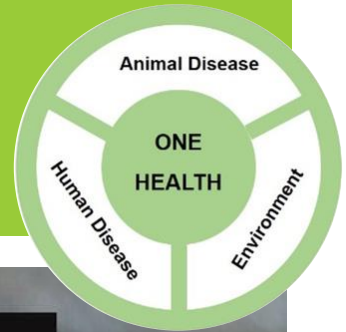 Animal Disease
ONE
HEALTH
Human Disease
Environment